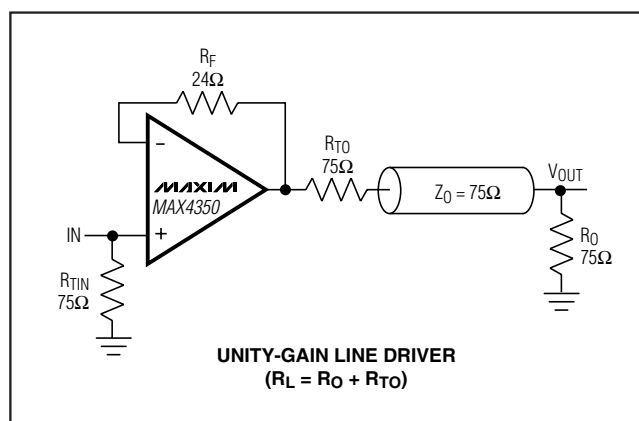 RF
24Ω
RTO
75Ω
−
MAXIM
MAX4350
+
IN
RTIN
75Ω
ZO = 75Ω
VOUT
RO
75Ω
UNITY-GAIN LINE DRIVER
(RL = RO + RTO)